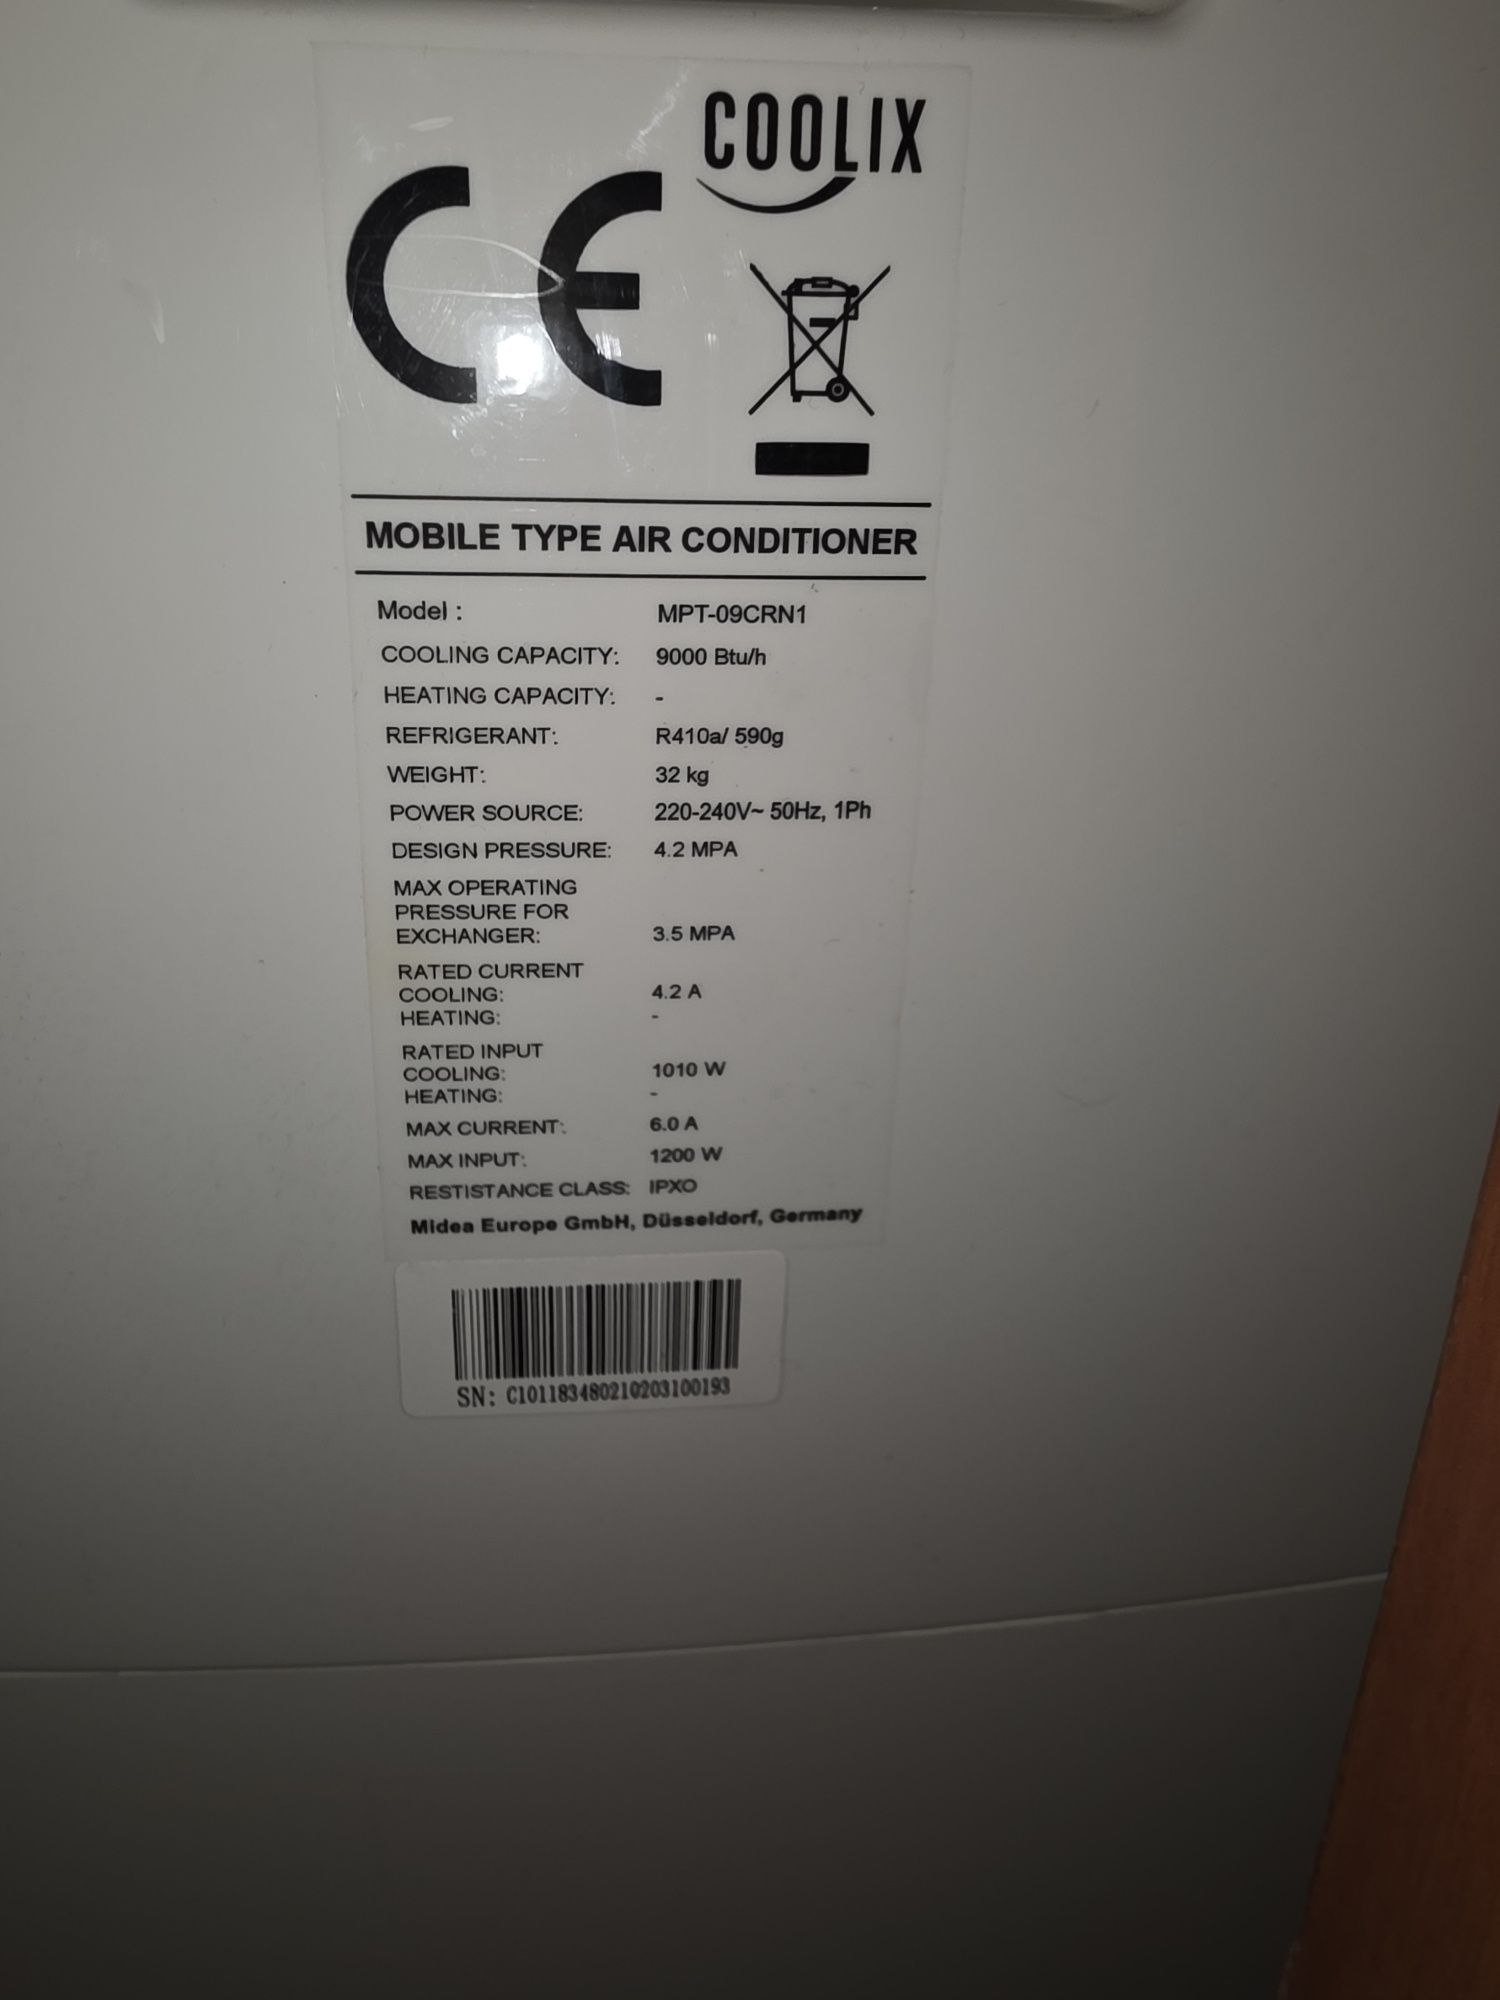 COOLIX
CE
MOBILE TYPE AIR CONDITIONER
Model : MPT-09CRN1
COOLING CAPACITY: 9000 Btu/h
HEATING CAPACITY: -
REFRIGERANT: R410a/ 590g
WEIGHT: 32 kg
POWER SOURCE: 220-240V~ 50Hz, 1Ph
DESIGN PRESSURE: 4.2 MPA
MAX OPERATING
PRESSURE FOR
EXCHANGER: 3.5 MPA
RATED CURRENT
COOLING: 4.2 A
HEATING: -
RATED INPUT
COOLING: 1010 W
HEATING: -
MAX CURRENT: 6.0 A
MAX INPUT: 1200 W
RESTISTANCE CLASS: IPXO
Midea Europe GmbH, Düsseldorf, Germany
SN: C101183480210203100193